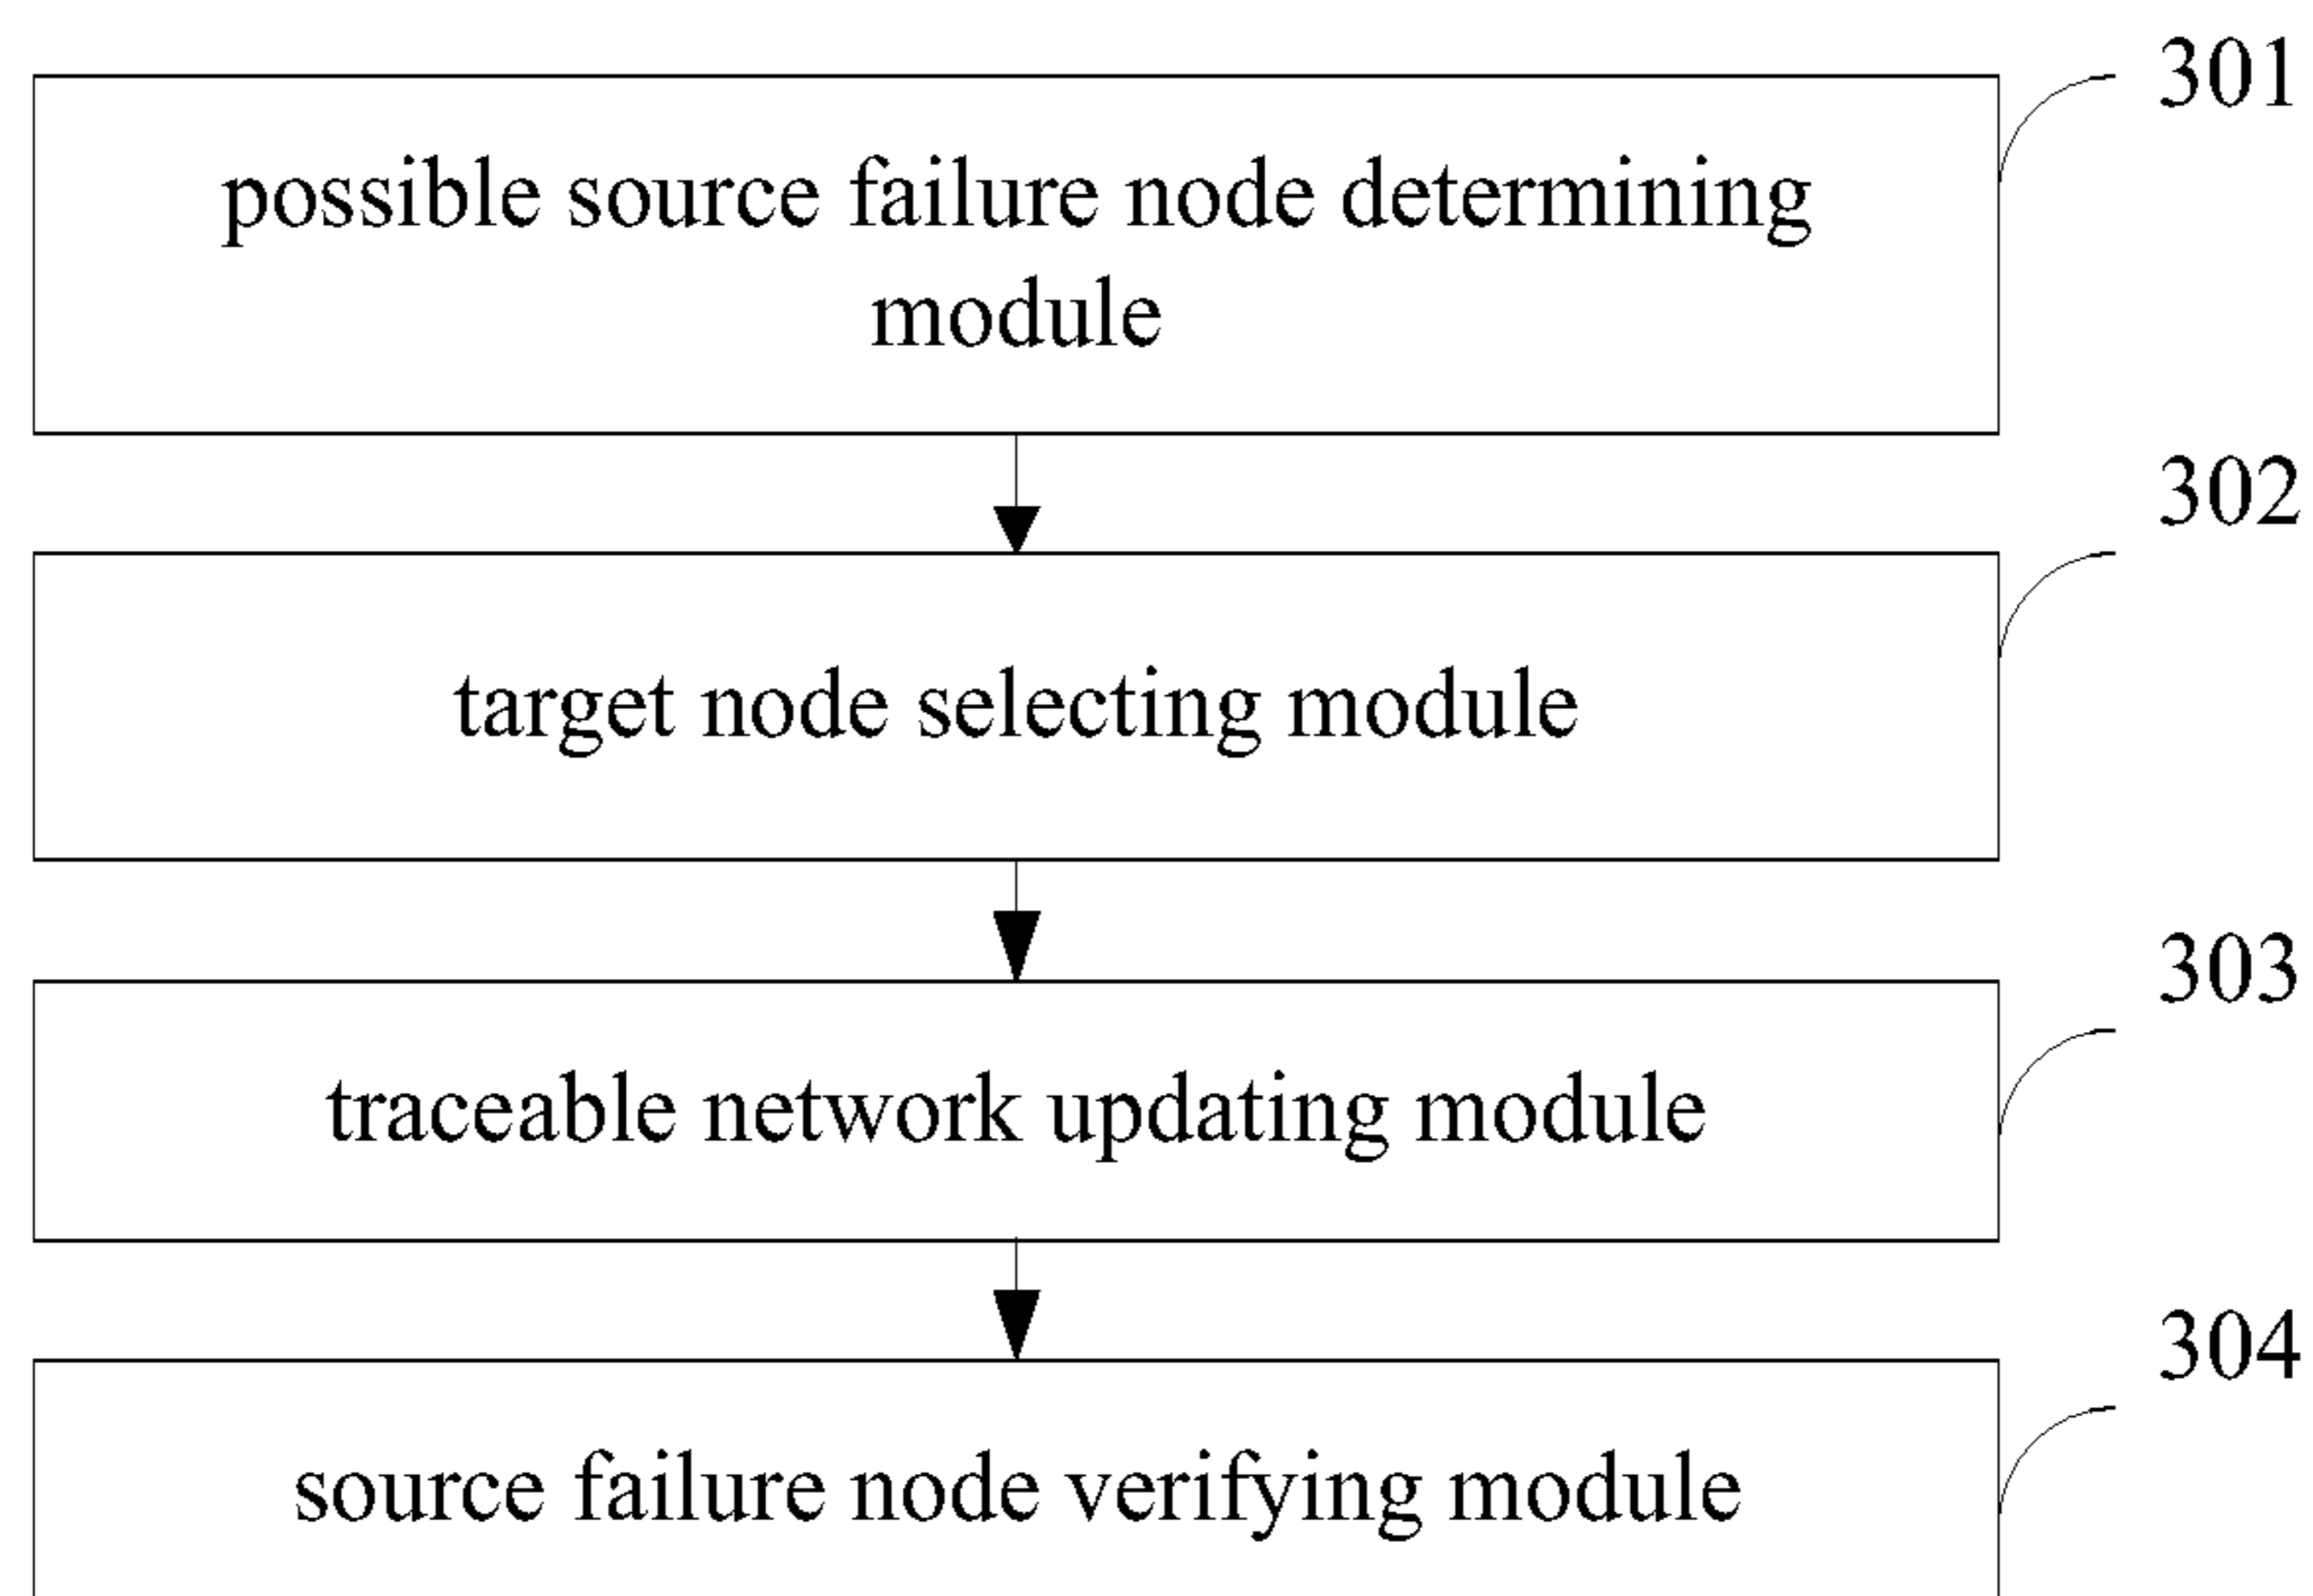 301
possible source failure node determining
module
302
target node selecting module
303
traceable network updating module
304
source failure node verifying module